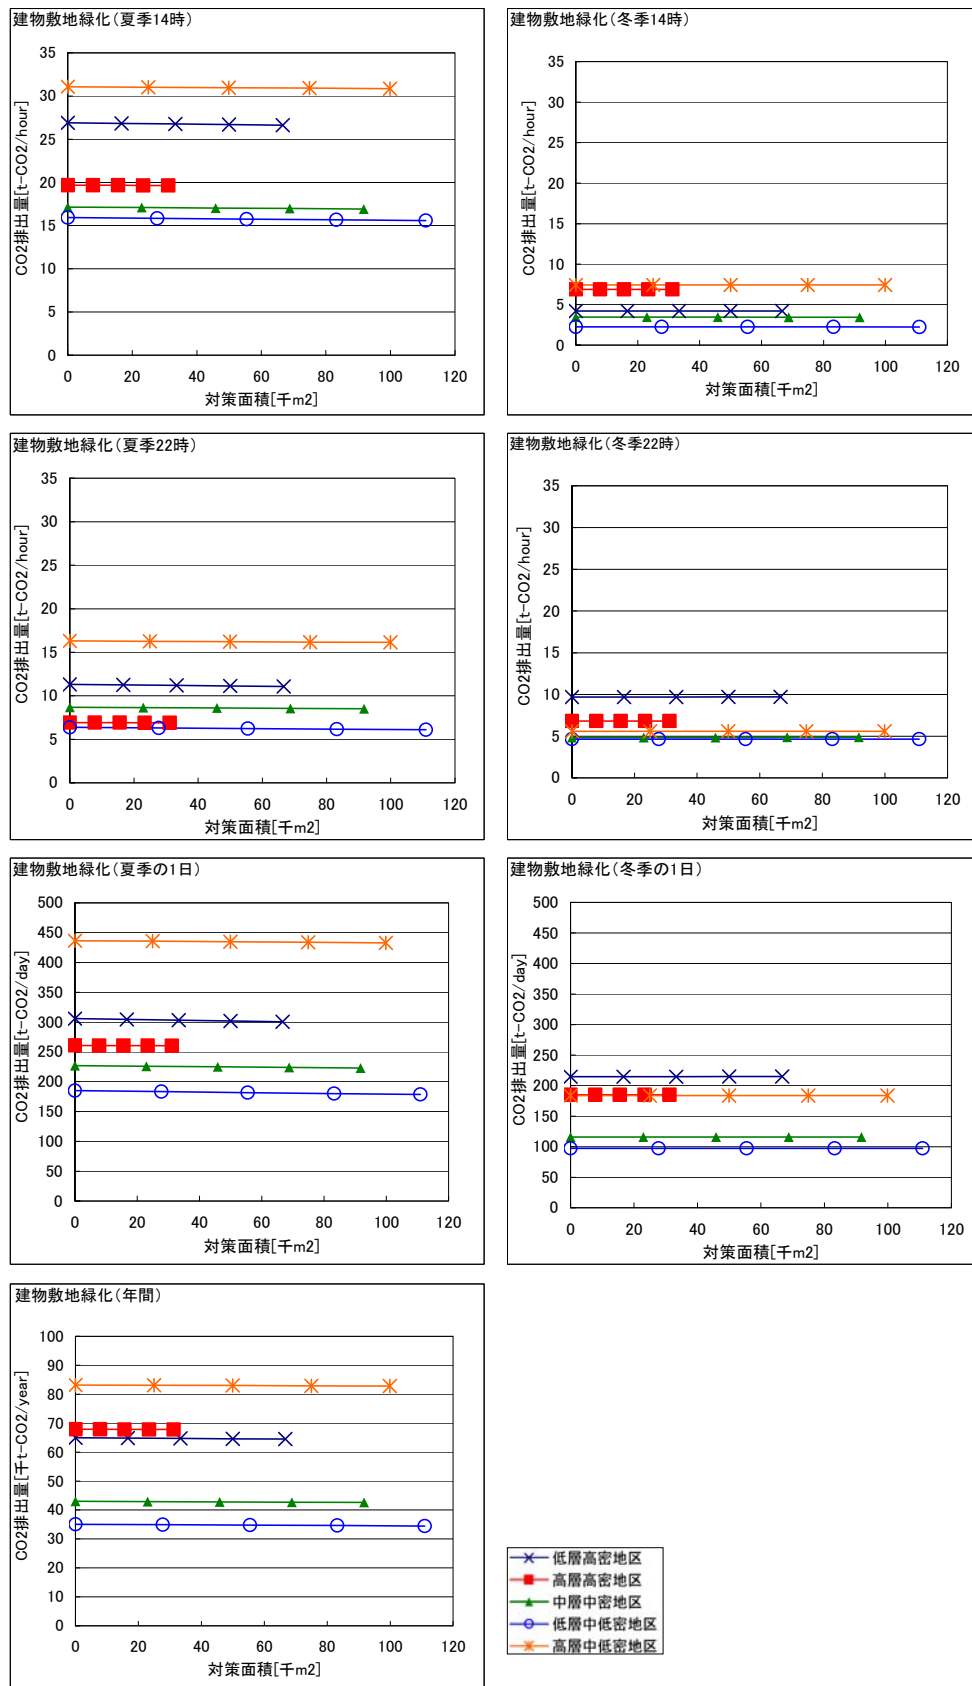 建物敷地緑化(夏季14時)
CO2排出量[t-CO2/hour]
35
30
25
20
15
10
5
0
0 20 40 60 80 100 120
対策面積[千m2]
建物敷地緑化(冬季14時)
CO2排出量[t-CO2/hour]
35
30
25
20
15
10
5
0
0 20 40 60 80 100 120
対策面積[千m2]
建物敷地緑化(夏季22時)
CO2排出量[t-CO2/hour]
35
30
25
20
15
10
5
0
0 20 40 60 80 100 120
対策面積[千m2]
建物敷地緑化(冬季22時)
CO2排出量[t-CO2/hour]
35
30
25
20
15
10
5
0
0 20 40 60 80 100 120
対策面積[千m2]
建物敷地緑化(夏季の1日)
CO2排出量[t-CO2/day]
500
450
400
350
300
250
200
150
100
50
0
0 20 40 60 80 100 120
対策面積[千m2]
建物敷地緑化(冬季の1日)
CO2排出量[t-CO2/day]
500
450
400
350
300
250
200
150
100
50
0
0 20 40 60 80 100 120
対策面積[千m2]
建物敷地緑化(年間)
CO2排出量[千t-CO2/year]
100
90
80
70
60
50
40
30
20
10
0
0 20 40 60 80 100 120
対策面積[千m2]
低層高密地区
高層高密地区
中層中密地区
低層中低密地区
高層中低密地区